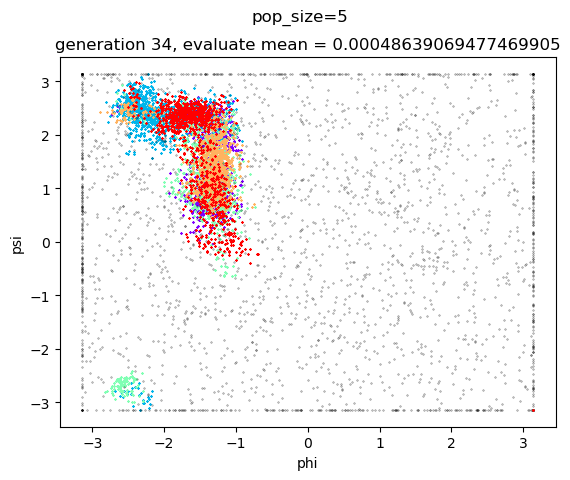 pop_size=5
generation 34, evaluate mean = 0.00048639069477469905
3
2
1
0
−1
−2
−3
psi
−3 −2 −1 0 1 2 3
phi